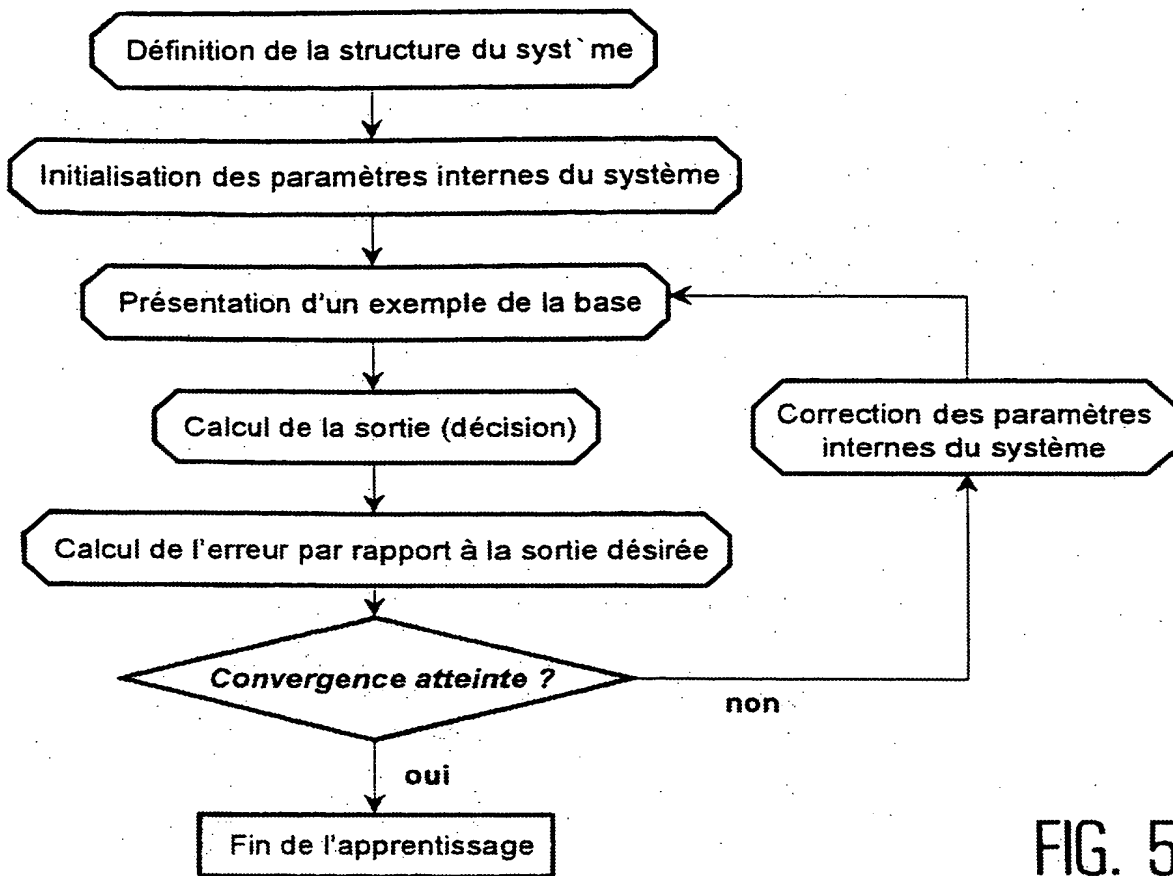 Définition de la structure du syst`me
Initialisation des paramètres internes du système
Présentation d'un exemple de la base
Calcul de la sortie (décision)
Correction des paramètres
internes du système
Calcul de l'erreur par rapport à la sortie désirée
Convergence atteinte ?
non
oui
Fin de l'apprentissage
FIG. 5